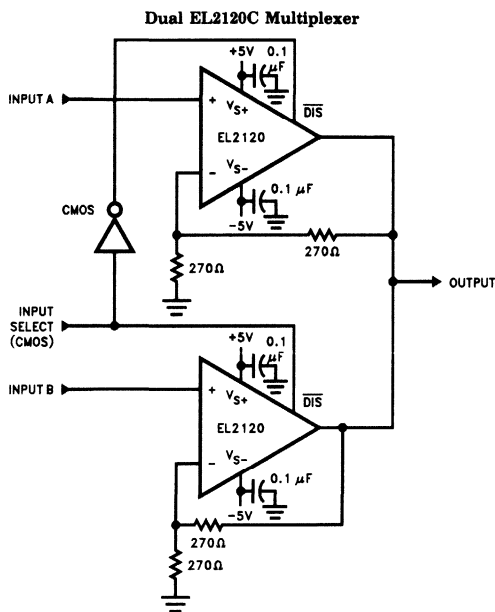 Dual EL2120C Multiplexer
+5V 0.1 µF
INPUT A
+
VS+
DIS
EL2120
-
VS-
0.1 µF
-5V
CMOS
270Ω
270Ω
OUTPUT
INPUT
SELECT
(CMOS)
+5V 0.1 µF
INPUT B
+
VS+
DIS
EL2120
-
VS-
0.1 µF
-5V
270Ω
270Ω